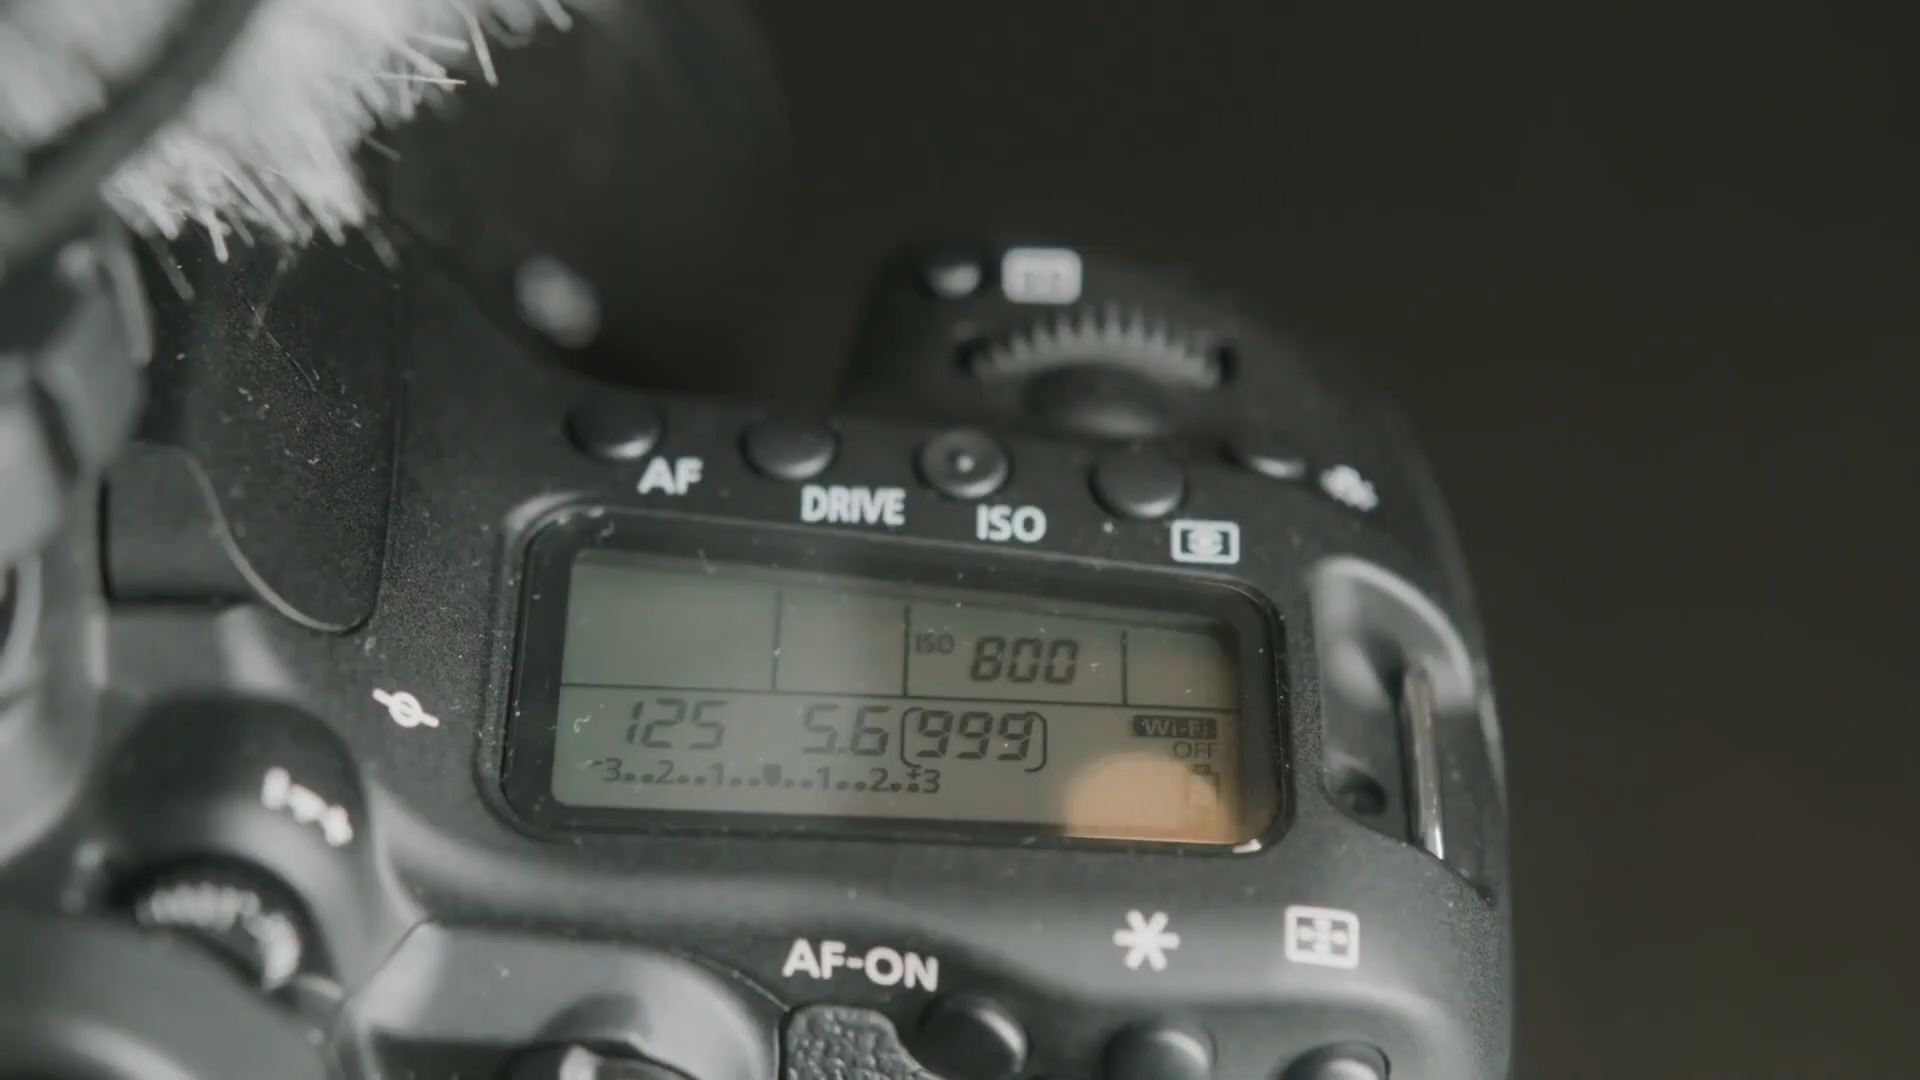 AF
DRIVE
ISO
ISO 800
125 5.6 (999)
Wi-Fi
OFF
-3..2..1..▼..1..2..+3
AF-ON